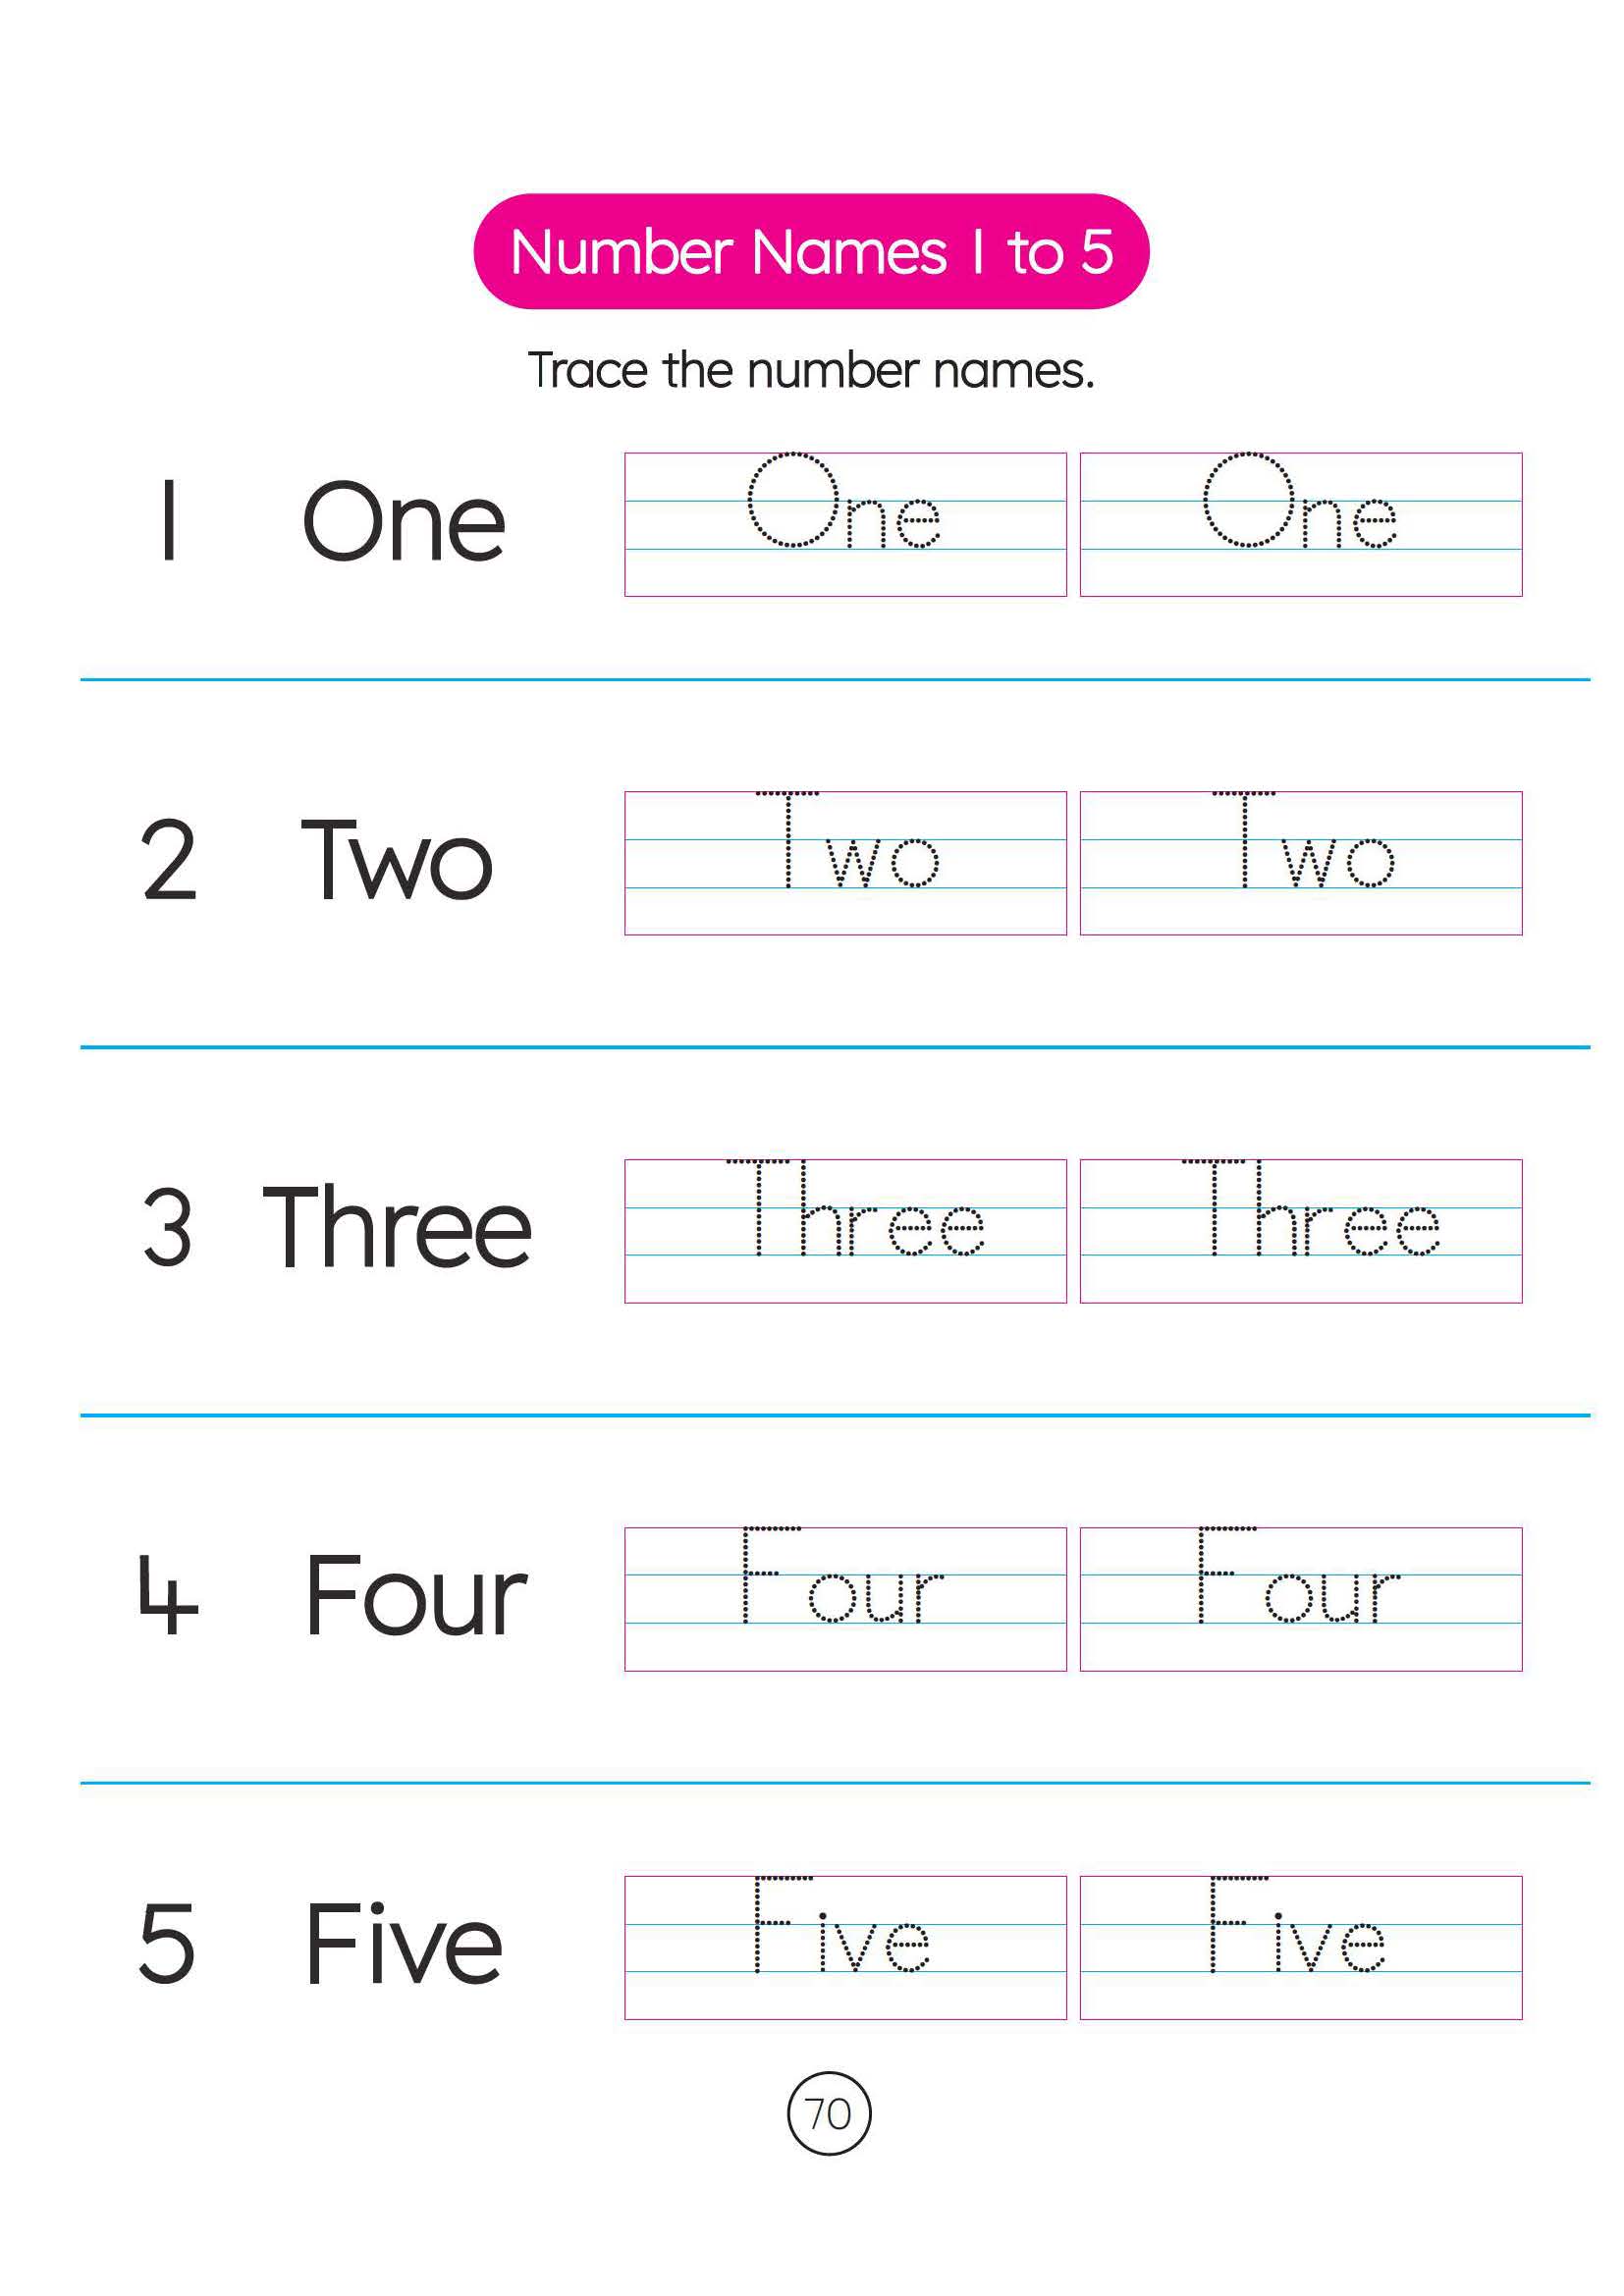 Number Names 1 to 5
Trace the number names.
1 One One One
2 Two Two Two
3 Three Three Three
4 Four Four Four
5 Five Five Five
70